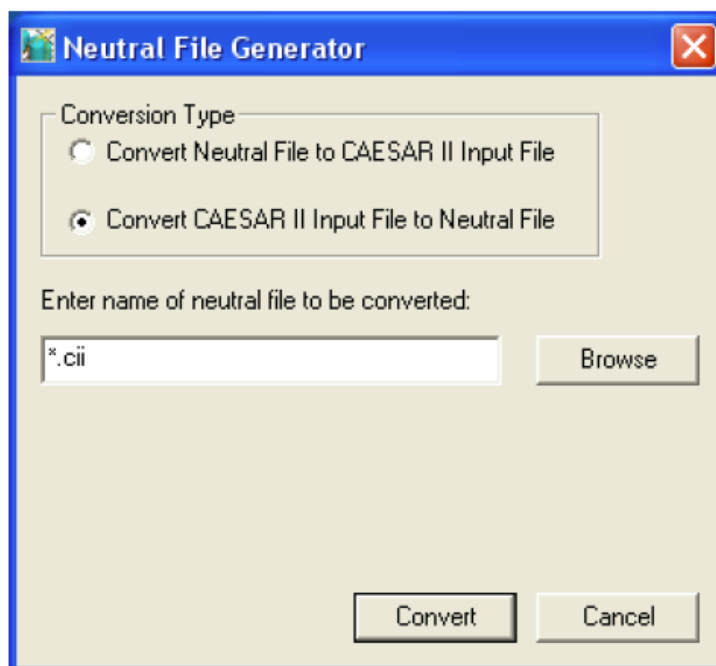 Neutral File Generator
Conversion Type
Convert Neutral File to CAESAR II Input File
Convert CAESAR II Input File to Neutral File
Enter name of neutral file to be converted:
*.cii
Browse
Convert
Cancel